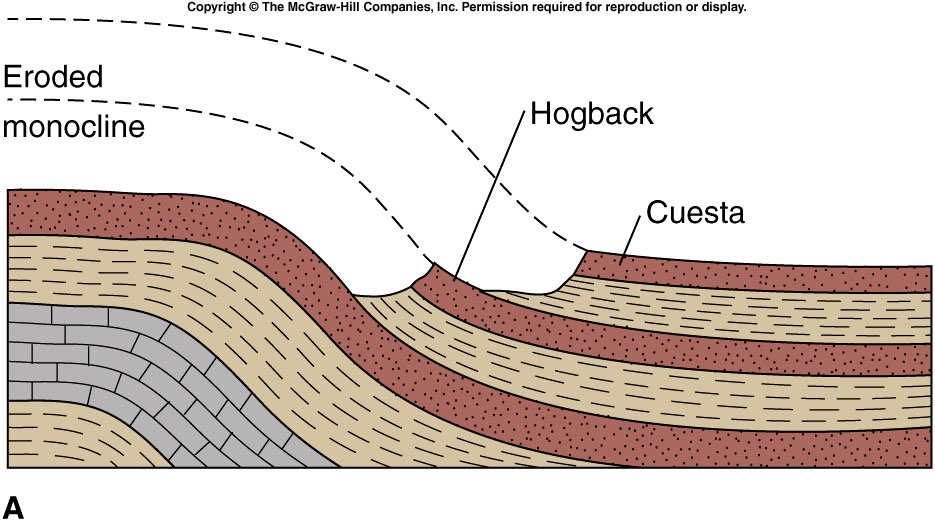 Copyright © The McGraw-Hill Companies, Inc. Permission required for reproduction or display.
Eroded
monocline
Hogback
Cuesta
A